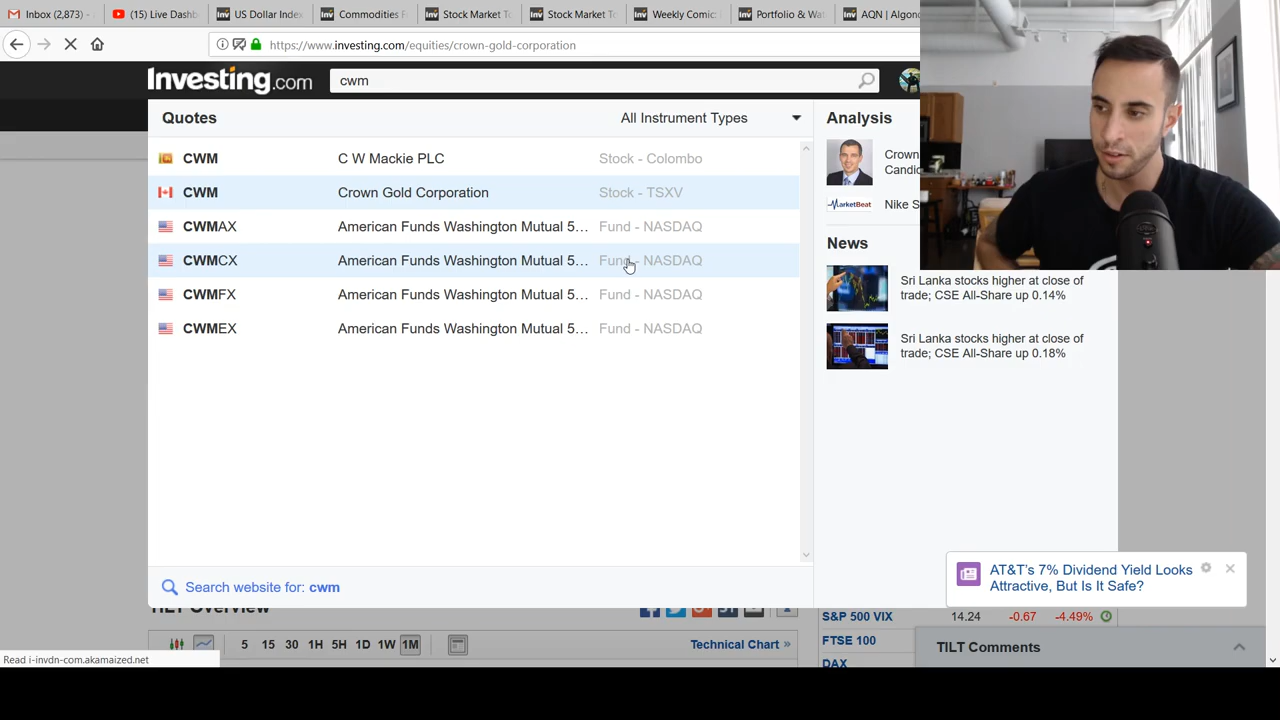 Inbox (2,873) -
(15) Live Dashb
US Dollar Index
Commodities F
Stock Market T
Stock Market T
Weekly Comic:
Portfolio & Wa
AQN | Algon
https://www.investing.com/equities/crown-gold-corporation
Investing.com
cwm
Quotes
All Instrument Types
Analysis
CWM C W Mackie PLC Stock - Colombo
CWM Crown Gold Corporation Stock - TSXV
CWMAX American Funds Washington Mutual 5... Fund - NASDAQ
CWMCX American Funds Washington Mutual 5... Fund - NASDAQ
CWMFX American Funds Washington Mutual 5... Fund - NASDAQ
CWMEX American Funds Washington Mutual 5... Fund - NASDAQ
Crown
Candic
MarketBeat
Nike S
News
Sri Lanka stocks higher at close of
trade; CSE All-Share up 0.14%
Sri Lanka stocks higher at close of
trade; CSE All-Share up 0.18%
Search website for: cwm
AT&T's 7% Dividend Yield Looks
Attractive, But Is It Safe?
TILT Overview
5 15 30 1H 5H 1D 1W 1M
Technical Chart »
S&P 500 VIX 14.24 -0.67 -4.49%
FTSE 100
DAX
TILT Comments
Read i-invdn-com.akamaized.net